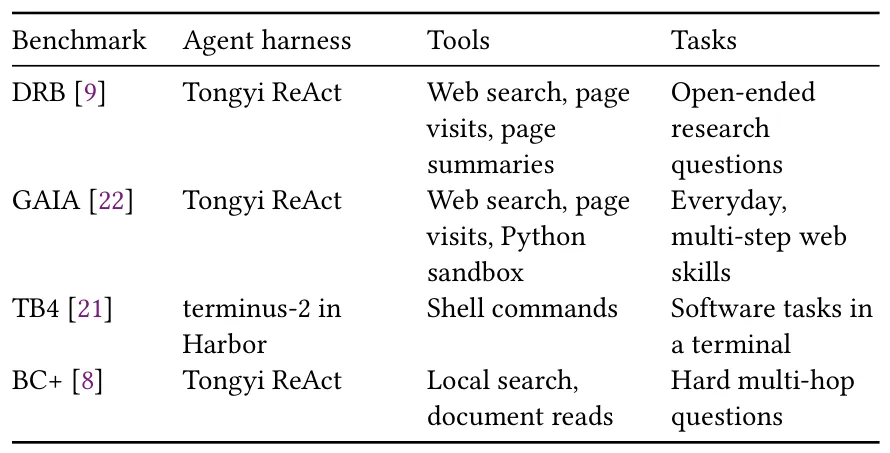 Benchmark Agent harness Tools Tasks
DRB [9] Tongyi ReAct Web search, page Open-ended
visits, page research
summaries questions
GAIA [22] Tongyi ReAct Web search, page Everyday,
visits, Python multi-step web
sandbox skills
TB4 [21] terminus-2 in Shell commands Software tasks in
Harbor a terminal
BC+ [8] Tongyi ReAct Local search, Hard multi-hop
document reads questions